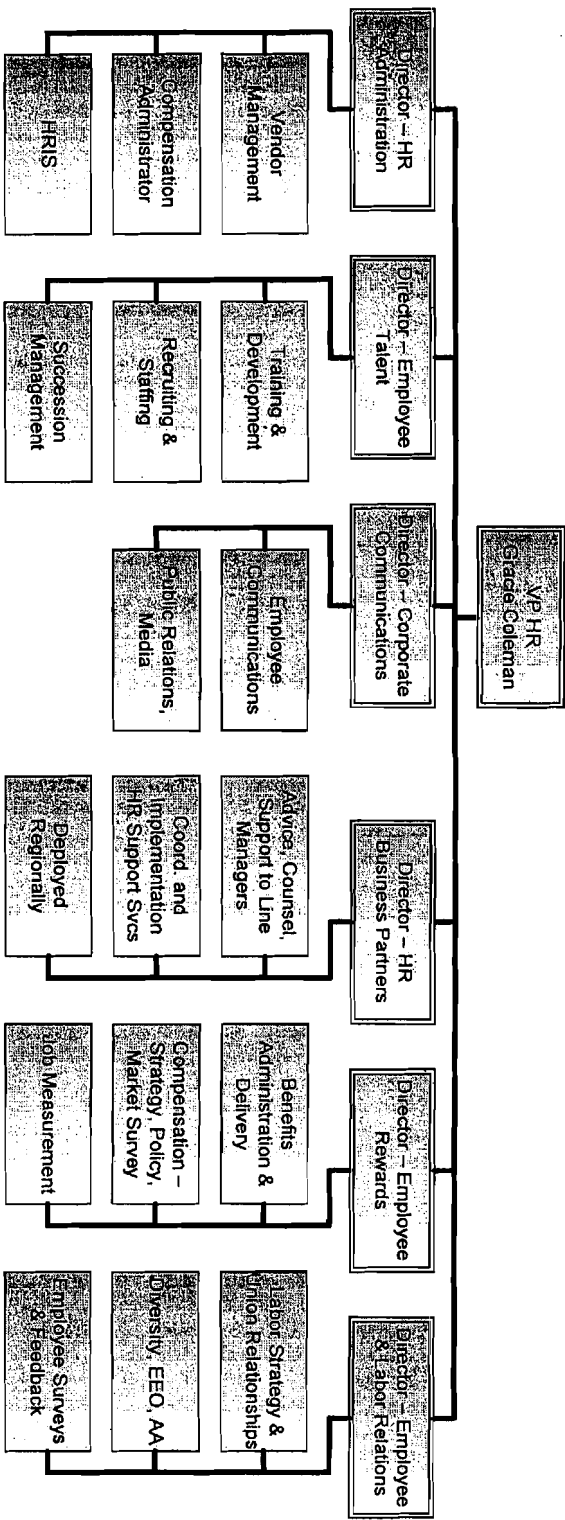 VP HR
Gracie Coleman
Director – HR
Administration
Vendor
Management
Compensation
Administrator
HRIS
Director – Employee
Talent
Training &
Development
Recruiting &
Staffing
Succession
Management
Director – Corporate
Communications
Employee
Communications
Public Relations,
Media
Director – HR
Business Partners
Advice, Counsel,
Support to Line
Managers
Coord. and
Implementation
HR Support Svcs
Deployed
Regionally
Director – Employee
Rewards
Benefits
Administration &
Delivery
Compensation –
Strategy, Policy,
Market Survey
Job Measurement
Director – Employee
& Labor Relations
Labor Strategy &
Union Relationships
Diversity, EEO, AA
Employee Surveys
& Feedback